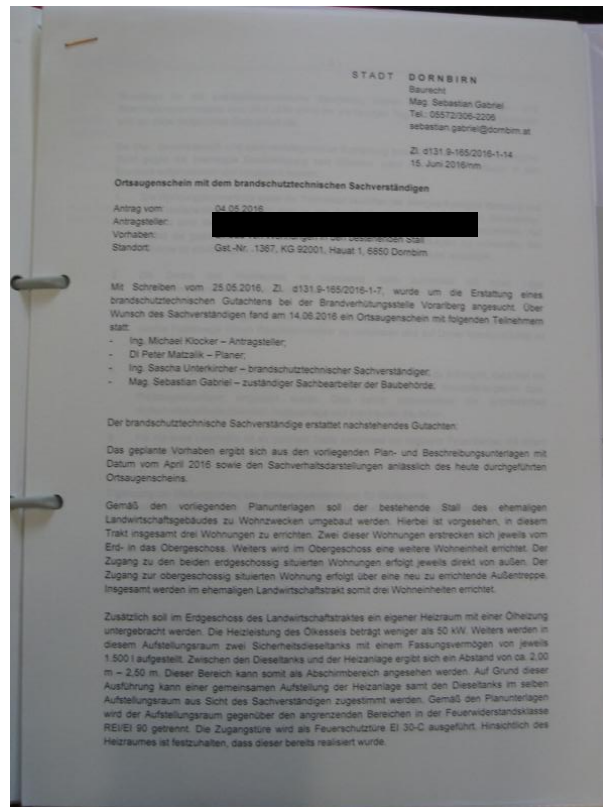 STADT DORNBIRN
Baurecht
Mag. Sebastian Gabriel
Tel.: 05572/306-2206
sebastian.gabriel@dornbirn.at
Zl. d131.9-165/2016-1-14
15. Juni 2016/nm
Ortsaugenschein mit dem brandschutztechnischen Sachverständigen
Antrag vom: 04.05.2016
Antragsteller:
Vorhaben: Wohnungen in den bestehenden Stall
Standort: Gst.-Nr. .1367, KG 92001, Hauat 1, 6850 Dornbirn
Mit Schreiben vom 25.05.2016, Zl. d131.9-165/2016-1-7, wurde um die Erstattung eines
brandschutztechnischen Gutachtens bei der Brandverhütungsstelle Vorarlberg angesucht. Über
Wunsch des Sachverständigen fand am 14.06.2016 ein Ortsaugenschein mit folgenden Teilnehmern
statt:
- Ing. Michael Klocker – Antragsteller;
- DI Peter Matzalik – Planer;
- Ing. Sascha Unterkircher – brandschutztechnischer Sachverständiger;
- Mag. Sebastian Gabriel – zuständiger Sachbearbeiter der Baubehörde.
Der brandschutztechnische Sachverständige erstattet nachstehendes Gutachten:
Das geplante Vorhaben ergibt sich aus den vorliegenden Plan- und Beschreibungsunterlagen mit
Datum vom April 2016 sowie den Sachverhaltsdarstellungen anlässlich des heute durchgeführten
Ortsaugenscheins.
Gemäß den vorliegenden Planunterlagen soll der bestehende Stall des ehemaligen
Landwirtschaftsgebäudes zu Wohnzwecken umgebaut werden. Hierbei ist vorgesehen, in diesem
Trakt insgesamt drei Wohnungen zu errichten. Zwei dieser Wohnungen erstrecken sich jeweils vom
Erd- in das Obergeschoss. Weiters wird im Obergeschoss eine weitere Wohneinheit errichtet. Der
Zugang zu den beiden erdgeschossig situierten Wohnungen erfolgt jeweils direkt von außen. Der
Zugang zur obergeschossig situierten Wohnung erfolgt über eine neu zu errichtende Außentreppe.
Insgesamt werden im ehemaligen Landwirtschaftstrakt somit drei Wohneinheiten errichtet.
Zusätzlich soll im Erdgeschoss des Landwirtschaftstraktes ein eigener Heizraum mit einer Ölheizung
untergebracht werden. Die Heizleistung des Ölkessels beträgt weniger als 50 kW. Weiters werden in
diesem Aufstellungsraum zwei Sicherheitsdieseltanks mit einem Fassungsvermögen von jeweils
1.500 l aufgestellt. Zwischen den Dieseltanks und der Heizanlage ergibt sich ein Abstand von ca. 2,00
m – 2,50 m. Dieser Bereich kann somit als Abschirmbereich angesehen werden. Auf Grund dieser
Ausführung kann einer gemeinsamen Aufstellung der Heizanlage samt den Dieseltanks im selben
Aufstellungsraum aus Sicht des Sachverständigen zugestimmt werden. Gemäß den Planunterlagen
wird der Aufstellungsraum gegenüber den angrenzenden Bereichen in der Feuerwiderstandsklasse
REI/EI 90 getrennt. Die Zugangstüre wird als Feuerschutztüre EI 30-C ausgeführt. Hinsichtlich des
Heizraumes ist festzuhalten, dass dieser bereits realisiert wurde.